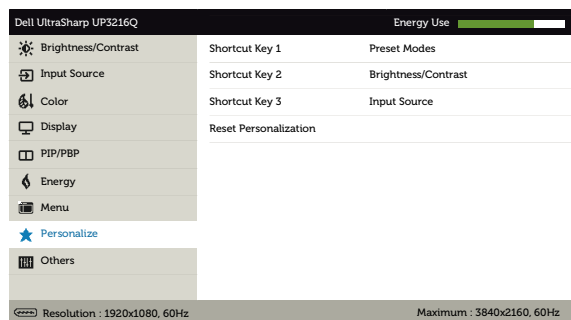 Dell UltraSharp UP3216Q Energy Use
Brightness/Contrast
Input Source
Color
Display
PIP/PBP
Energy
Menu
Personalize
Others
Shortcut Key 1 Preset Modes
Shortcut Key 2 Brightness/Contrast
Shortcut Key 3 Input Source
Reset Personalization
Resolution : 1920x1080, 60Hz Maximum : 3840x2160, 60Hz